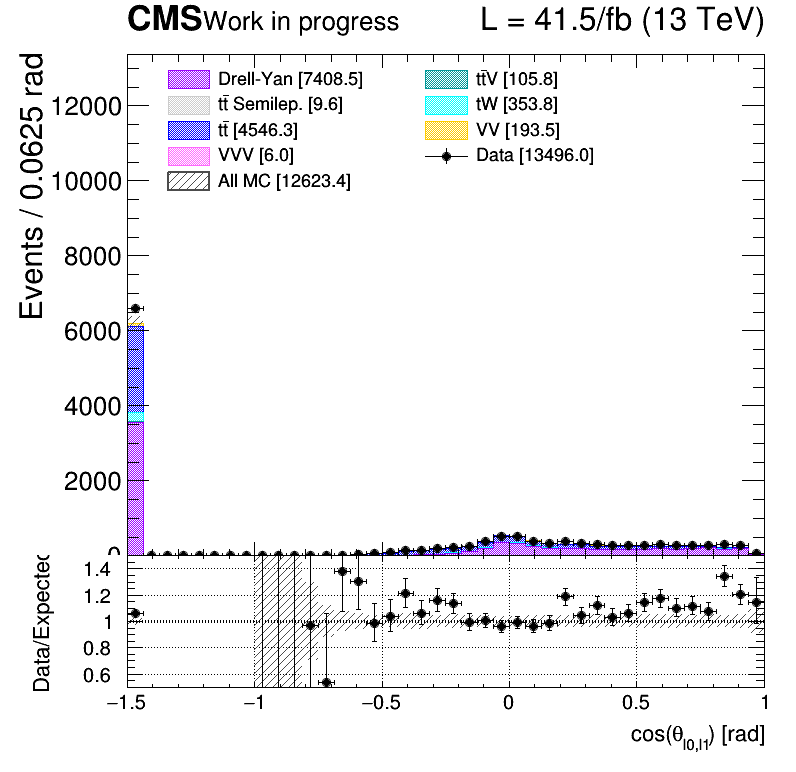 CMS Work in progress L = 41.5/fb (13 TeV)
Events / 0.0625 rad
Drell-Yan [7408.5]
tt̄ Semilep. [9.6]
tt̄ [4546.3]
VVV [6.0]
All MC [12623.4]
tt̄V [105.8]
tW [353.8]
VV [193.5]
Data [13496.0]
12000
10000
8000
6000
4000
2000
0
Data/Expected
1.4
1.2
1
0.8
0.6
−1.5 −1 −0.5 0 0.5 1
cos(θl0,l1) [rad]